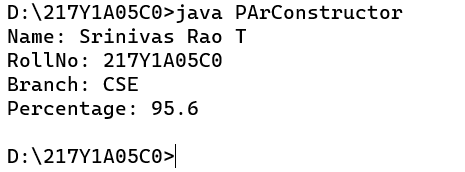 D:\217Y1A05C0>java PArConstructor
Name: Srinivas Rao T
RollNo: 217Y1A05C0
Branch: CSE
Percentage: 95.6
D:\217Y1A05C0>